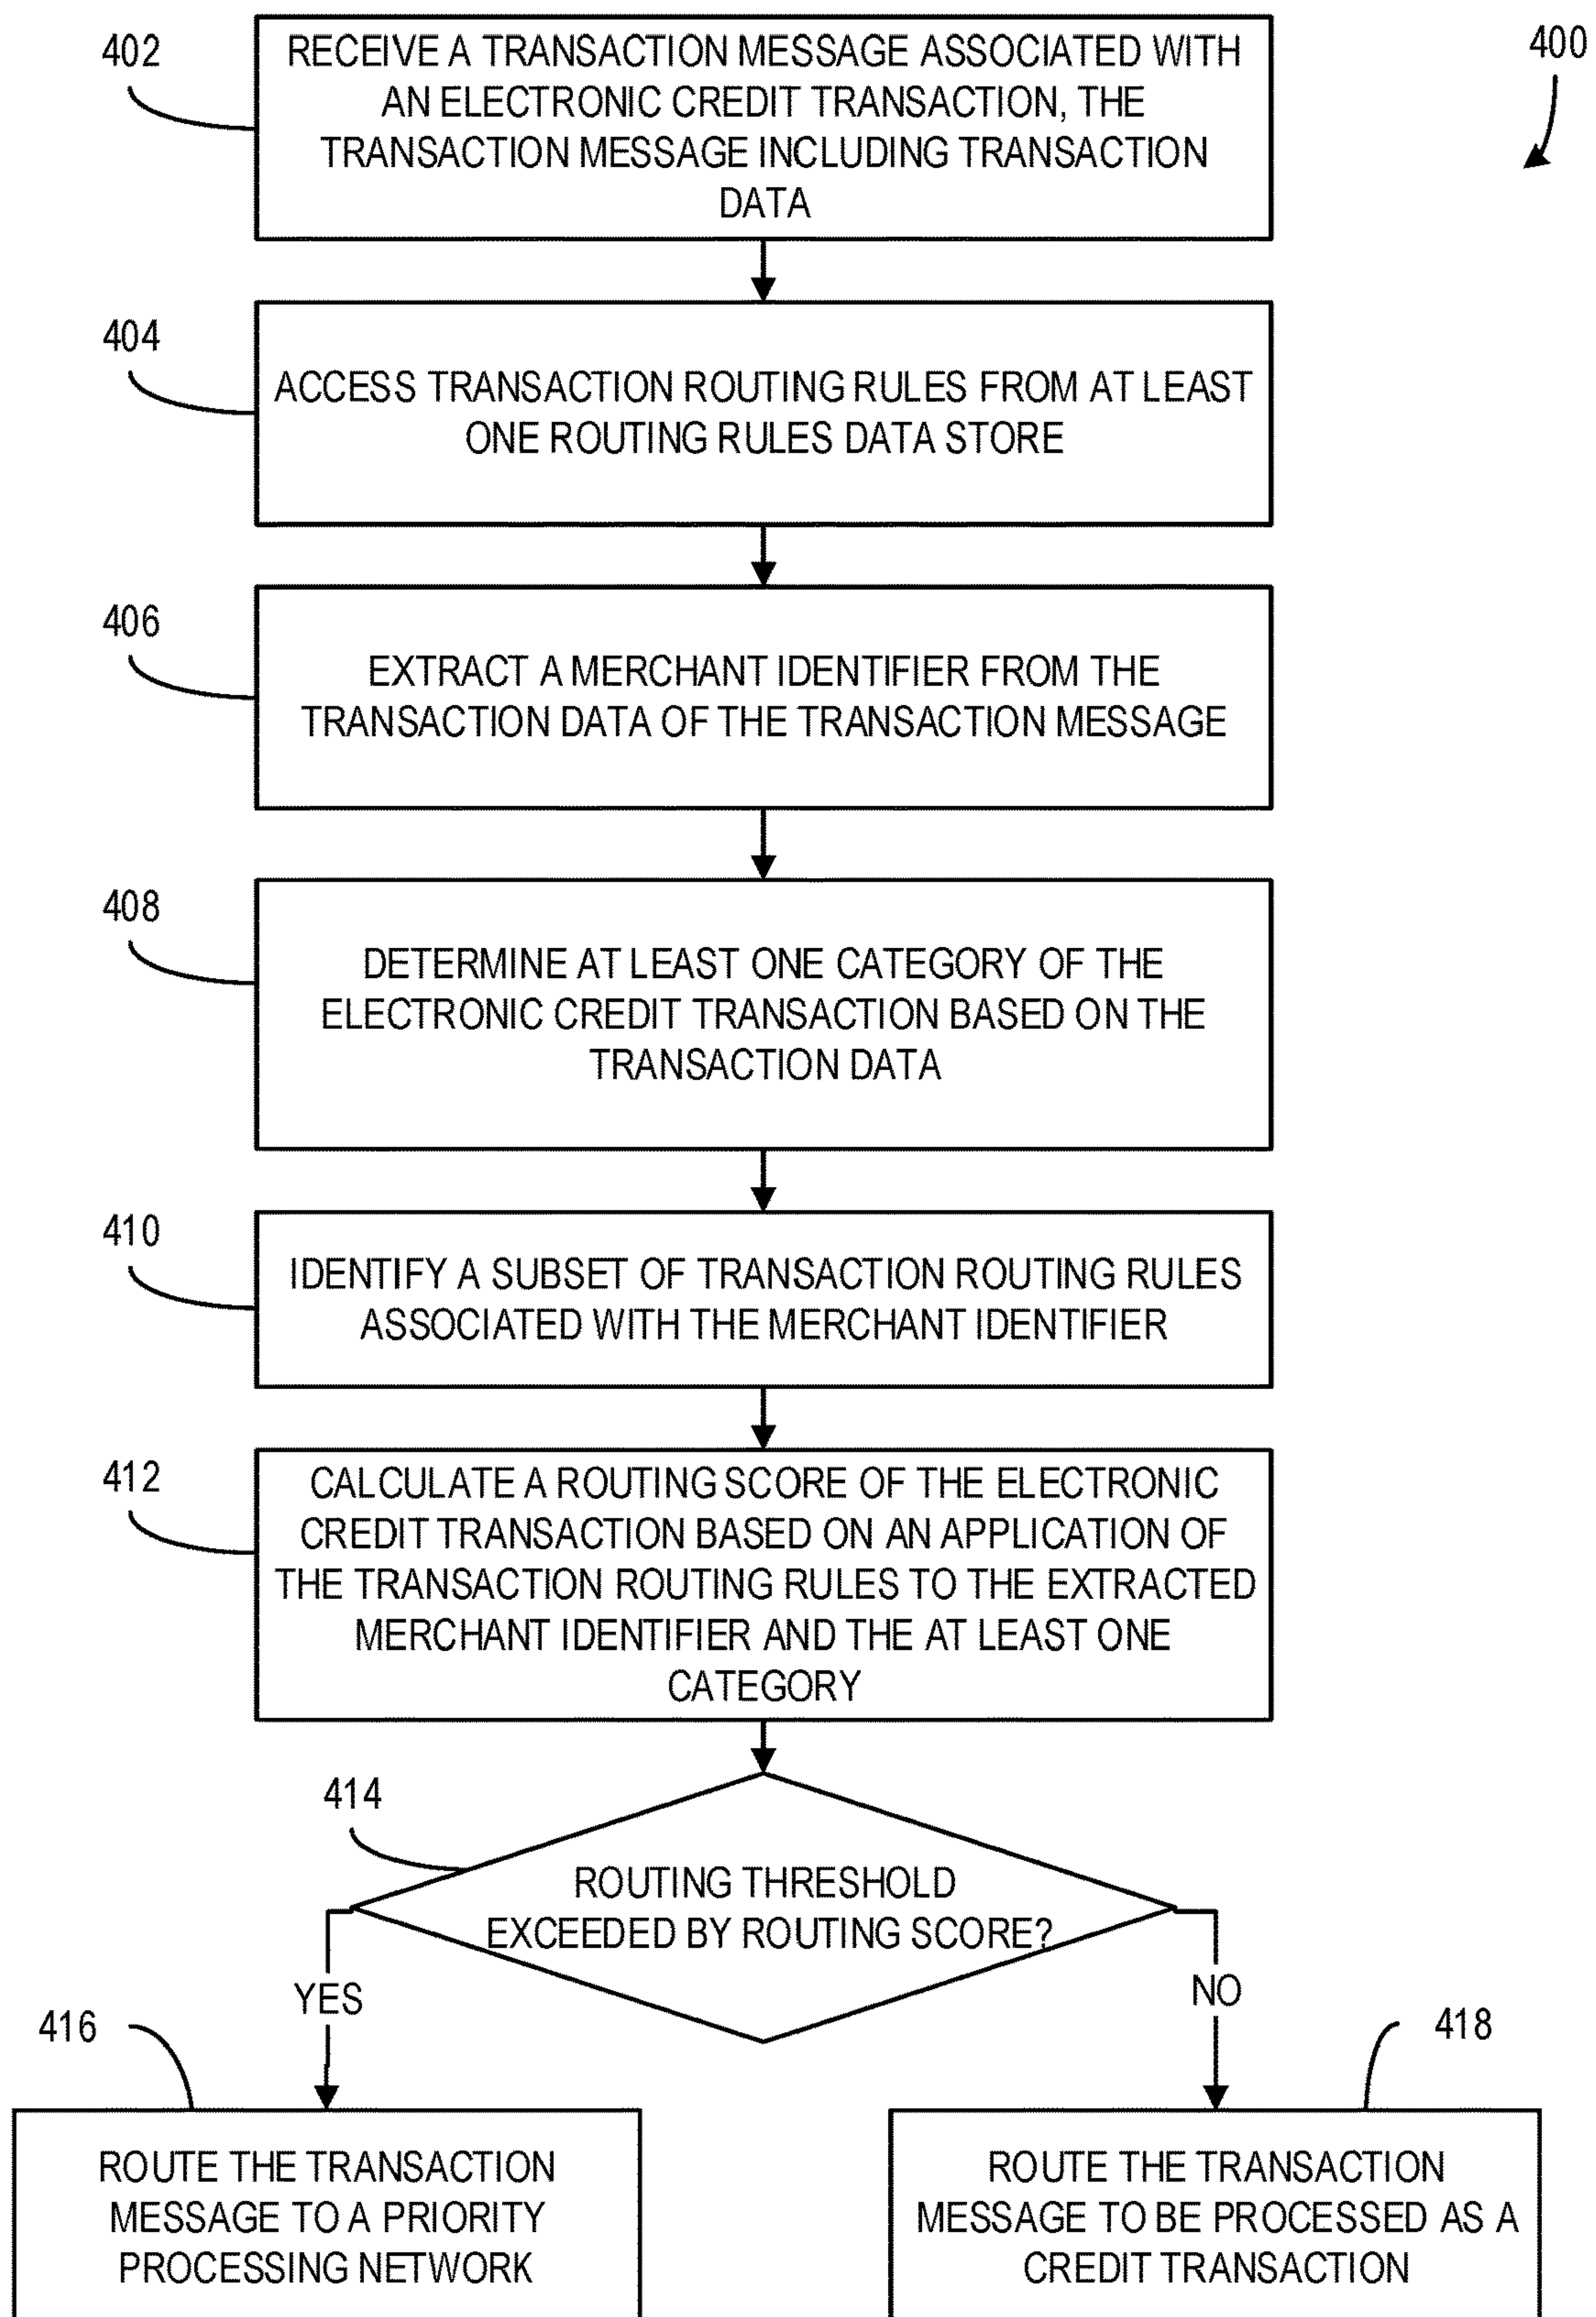 402
RECEIVE A TRANSACTION MESSAGE ASSOCIATED WITH
AN ELECTRONIC CREDIT TRANSACTION, THE
TRANSACTION MESSAGE INCLUDING TRANSACTION
DATA
400
404
ACCESS TRANSACTION ROUTING RULES FROM AT LEAST
ONE ROUTING RULES DATA STORE
406
EXTRACT A MERCHANT IDENTIFIER FROM THE
TRANSACTION DATA OF THE TRANSACTION MESSAGE
408
DETERMINE AT LEAST ONE CATEGORY OF THE
ELECTRONIC CREDIT TRANSACTION BASED ON THE
TRANSACTION DATA
410
IDENTIFY A SUBSET OF TRANSACTION ROUTING RULES
ASSOCIATED WITH THE MERCHANT IDENTIFIER
412
CALCULATE A ROUTING SCORE OF THE ELECTRONIC
CREDIT TRANSACTION BASED ON AN APPLICATION OF
THE TRANSACTION ROUTING RULES TO THE EXTRACTED
MERCHANT IDENTIFIER AND THE AT LEAST ONE
CATEGORY
414
ROUTING THRESHOLD
EXCEEDED BY ROUTING SCORE?
YES
NO
416
ROUTE THE TRANSACTION
MESSAGE TO A PRIORITY
PROCESSING NETWORK
418
ROUTE THE TRANSACTION
MESSAGE TO BE PROCESSED AS A
CREDIT TRANSACTION